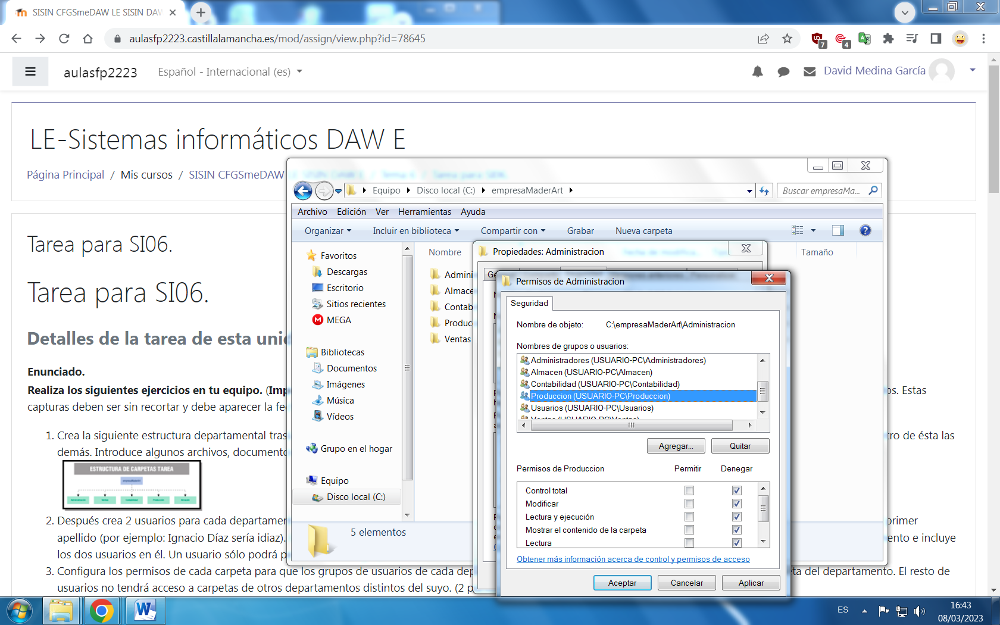 SISIN CFGSmeDAW LE SISIN DAW
aulasfp2223.castillalamancha.es/mod/assign/view.php?id=78645
7
4
aulasfp2223
Español - Internacional (es)
David Medina García
LE-Sistemas informáticos DAW E
Página Principal / Mis cursos / SISIN CFGSmeDAW
Tarea para SI06.
Tarea para SI06.
Detalles de la tarea de esta unid
Enunciado.
Realiza los siguientes ejercicios en tu equipo. (Imp
os. Estas
capturas deben ser sin recortar y debe aparecer la fe
1. Crea la siguiente estructura departamental tras
ro de ésta las
demás. Introduce algunos archivos, documento
ESTRUCTURA DE CARPETAS TAREA
2. Después crea 2 usuarios para cada departamen
primer
apellido (por ejemplo: Ignacio Díaz sería idiaz).
ento e incluye
los dos usuarios en él. Un usuario sólo podrá p
3. Configura los permisos de cada carpeta para que los grupos de usuarios de cada dep
ta del departamento. El resto de
usuarios no tendrá acceso a carpetas de otros departamentos distintos del suyo. (2 p
Equipo
Disco local (C:)
empresaMaderArt
Buscar empresaMa...
Archivo
Edición
Ver
Herramientas
Ayuda
Organizar
Incluir en biblioteca
Compartir con
Grabar
Nueva carpeta
Favoritos
Descargas
Escritorio
Sitios recientes
MEGA
Bibliotecas
Documentos
Imágenes
Música
Vídeos
Grupo en el hogar
Equipo
Disco local (C:)
Nombre
Tamaño
Admini
Almace
Contab
Produc
Ventas
5 elementos
Propiedades: Administracion
Ge
Permisos de Administracion
Seguridad
Nombre de objeto: C:\empresaMaderArt\Administracion
Nombres de grupos o usuarios:
Administradores (USUARIO-PC\Administradores)
Almacen (USUARIO-PC\Almacen)
Contabilidad (USUARIO-PC\Contabilidad)
Produccion (USUARIO-PC\Produccion)
Usuarios (USUARIO-PC\Usuarios)
Ventas (USUARIO-PC\Ventas)
Agregar...
Quitar
Permisos de Produccion
Permitir
Denegar
Control total
Modificar
Lectura y ejecución
Mostrar el contenido de la carpeta
Lectura
Obtener más información acerca de control y permisos de acceso
Aceptar
Cancelar
Aplicar
ES
16:43
08/03/2023